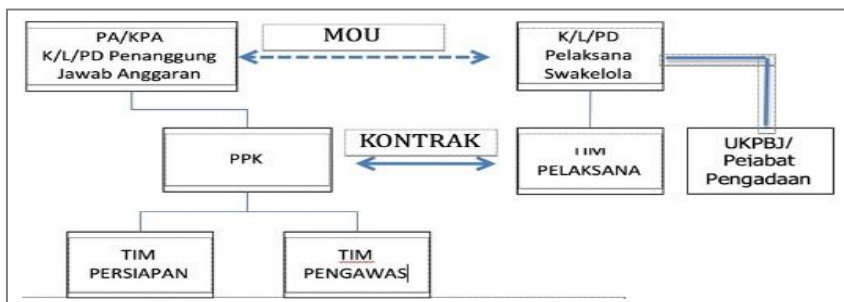 PA/KPA
K/L/PD Penanggung
Jawab Anggaran
MOU
K/L/PD
Pelaksana
Swakelola
PPK
KONTRAK
TIM
PELAKSANA
UKPBJ/
Pejabat
Pengadaan
TIM
PERSIAPAN
TIM
PENGAWAS